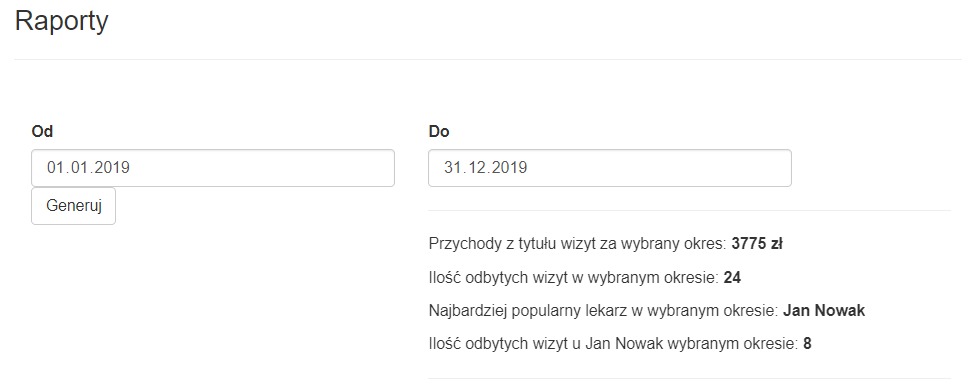 Raporty
Od
Do
01.01.2019
31.12.2019
Generuj
Przychody z tytułu wizyt za wybrany okres: 3775 zł
Ilość odbytych wizyt w wybranym okresie: 24
Najbardziej popularny lekarz w wybranym okresie: Jan Nowak
Ilość odbytych wizyt u Jan Nowak wybranym okresie: 8